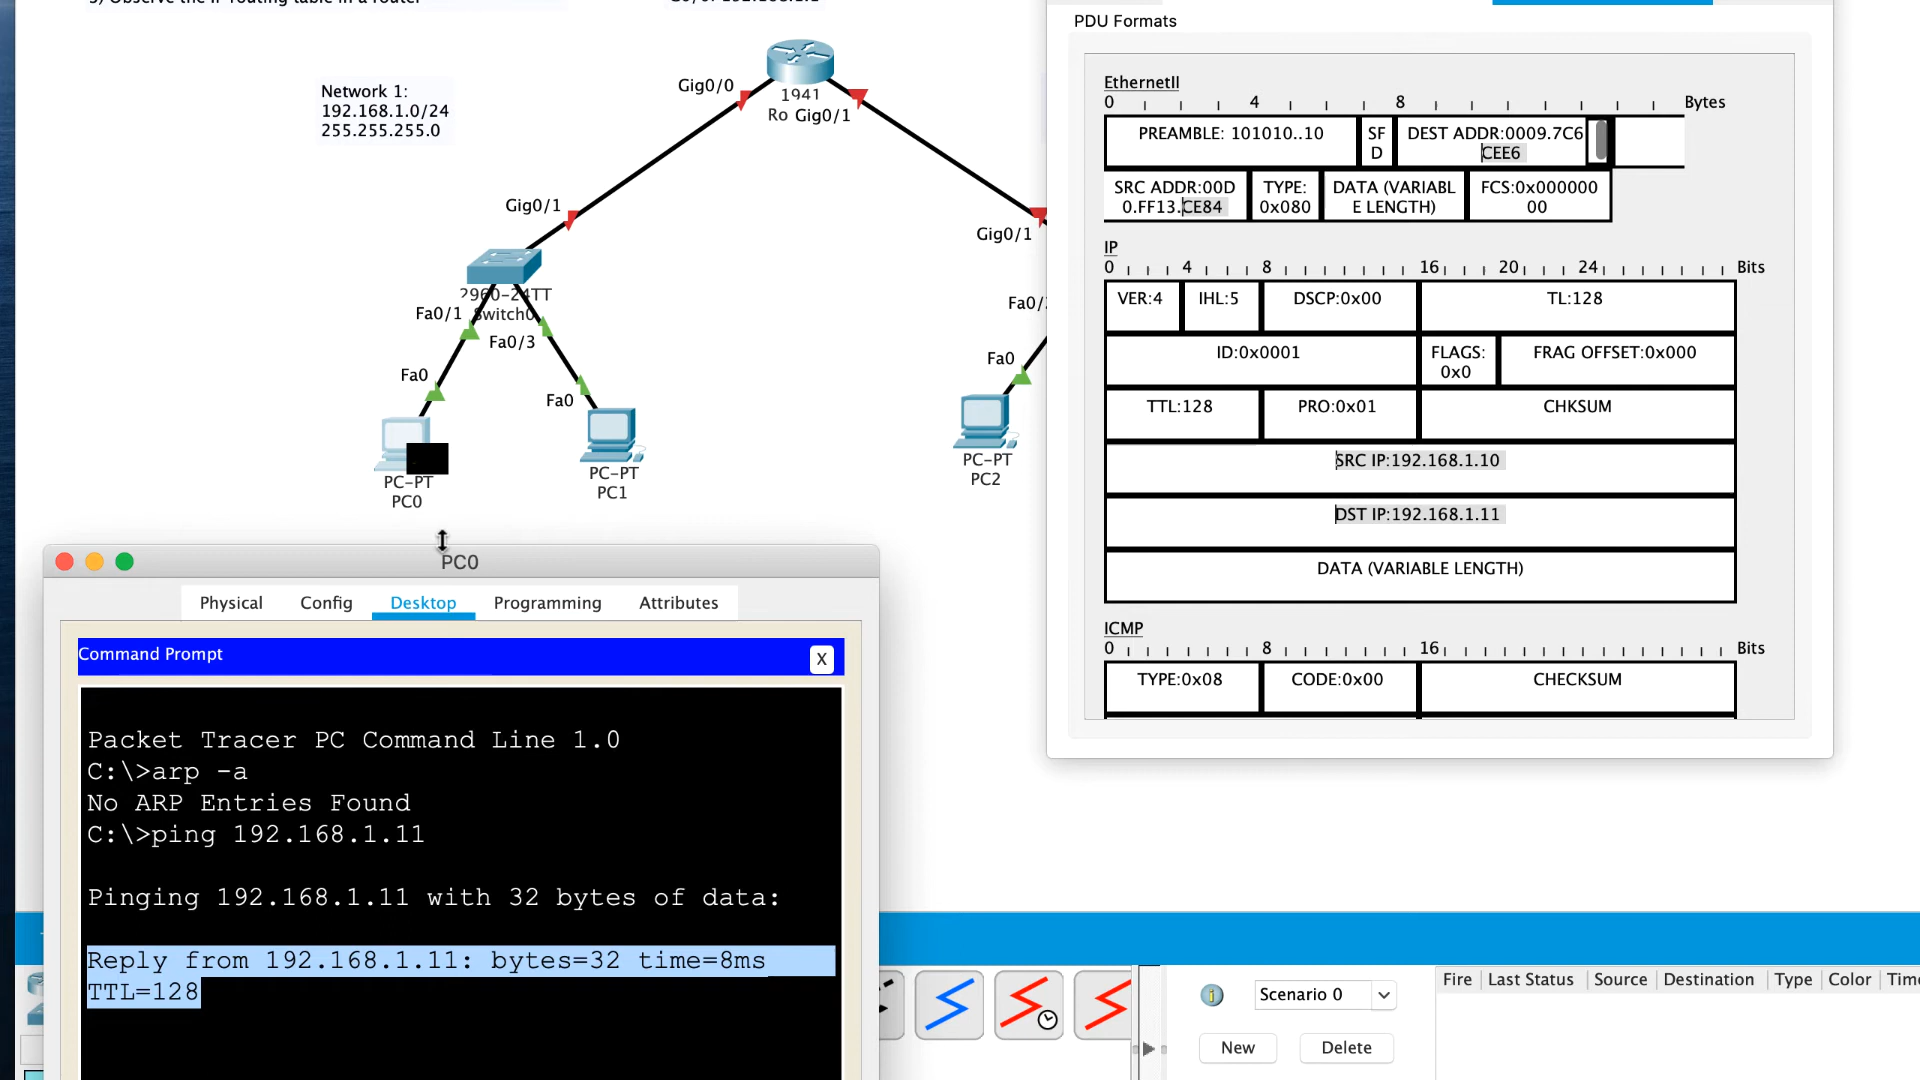 Network 1:
192.168.1.0/24
255.255.255.0
Gig0/0
1941
Ro
Gig0/1
Gig0/1
2960-24TT
Switch0
Fa0/1
Fa0/3
Fa0
Fa0
PC-PT
PC0
PC-PT
PC1
Gig0/1
Fa0/
Fa0
PC-PT
PC2
PDU Formats
EthernetII
0 4 8 Bytes
PREAMBLE: 101010..10
SF
D
DEST ADDR:0009.7C6
CEE6
SRC ADDR:00D
0.FF13.CE84
TYPE:
0x080
DATA (VARIABL
E LENGTH)
FCS:0x000000
00
IP
0 4 8 16 20 24 Bits
VER:4 IHL:5 DSCP:0x00 TL:128
ID:0x0001
FLAGS:
0x0
FRAG OFFSET:0x000
TTL:128 PRO:0x01 CHKSUM
SRC IP:192.168.1.10
DST IP:192.168.1.11
DATA (VARIABLE LENGTH)
ICMP
0 8 16 Bits
TYPE:0x08 CODE:0x00 CHECKSUM
PC0
Physical Config Desktop Programming Attributes
Command Prompt
X
Packet Tracer PC Command Line 1.0
C:\>arp -a
No ARP Entries Found
C:\>ping 192.168.1.11
Pinging 192.168.1.11 with 32 bytes of data:
Reply from 192.168.1.11: bytes=32 time=8ms
TTL=128
Scenario 0
New Delete
Fire Last Status Source Destination Type Color Time